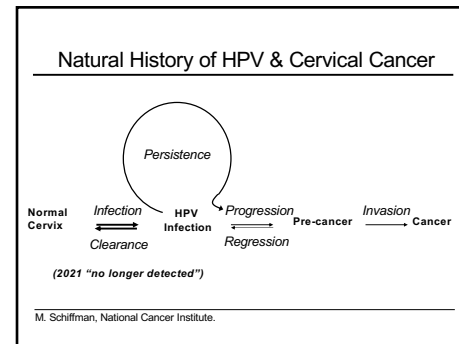 Natural History of HPV & Cervical Cancer
Persistence
Normal Cervix
Infection
Clearance
HPV Infection
Progression
Regression
Pre-cancer
Invasion
Cancer
(2021 “no longer detected”)
M. Schiffman, National Cancer Institute.